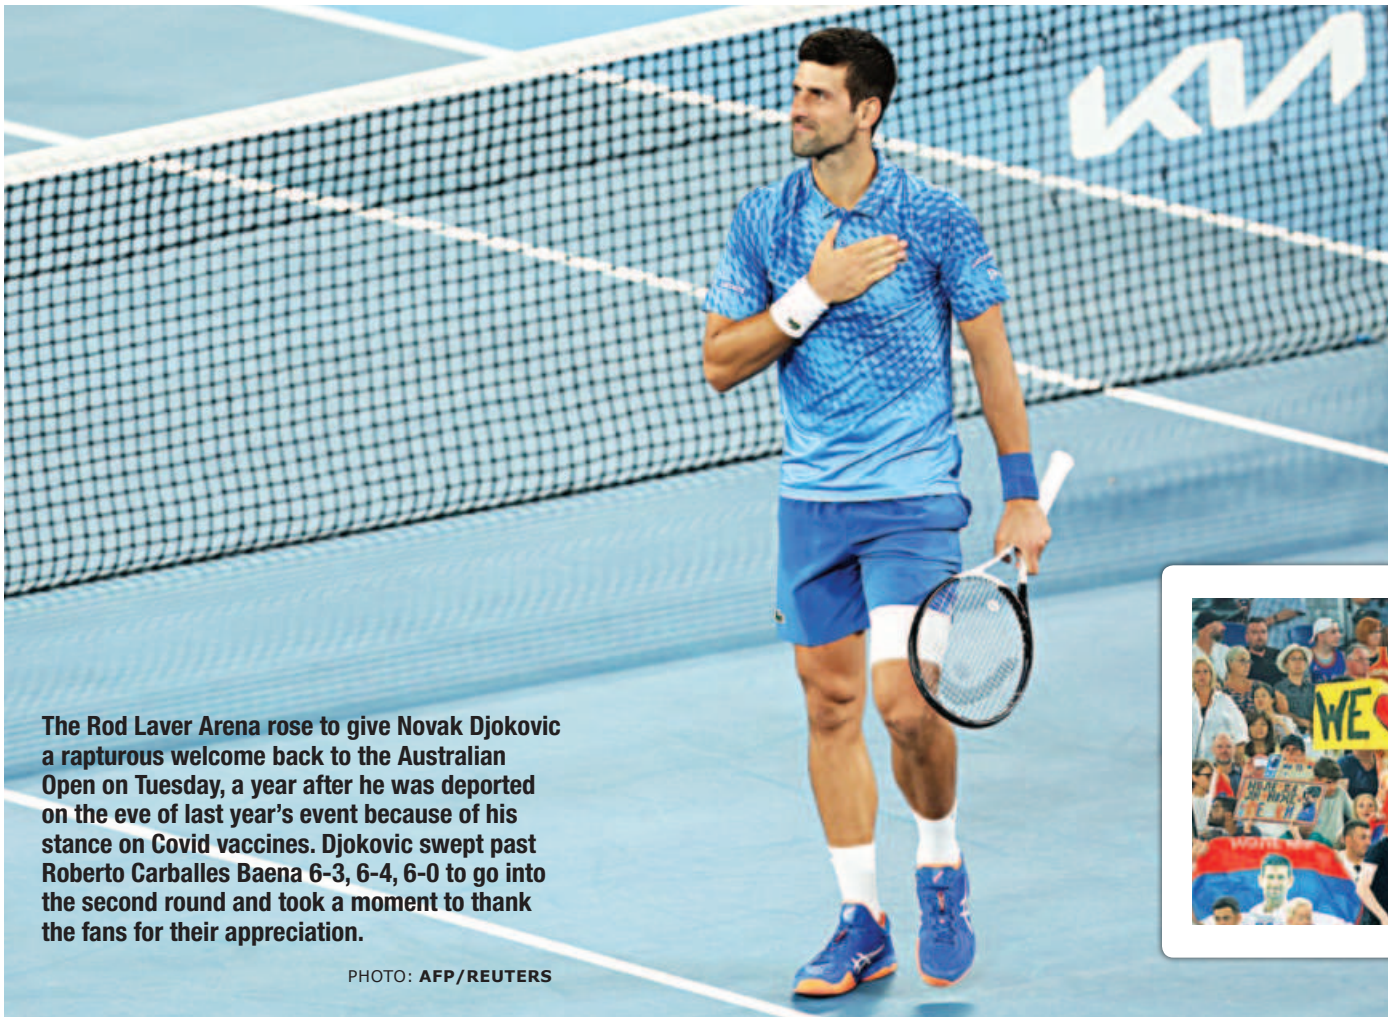 KIA
The Rod Laver Arena rose to give Novak Djokovic
a rapturous welcome back to the Australian
Open on Tuesday, a year after he was deported
on the eve of last year’s event because of his
stance on Covid vaccines. Djokovic swept past
Roberto Carballes Baena 6-3, 6-4, 6-0 to go into
the second round and took a moment to thank
the fans for their appreciation.
PHOTO: AFP/REUTERS
WE